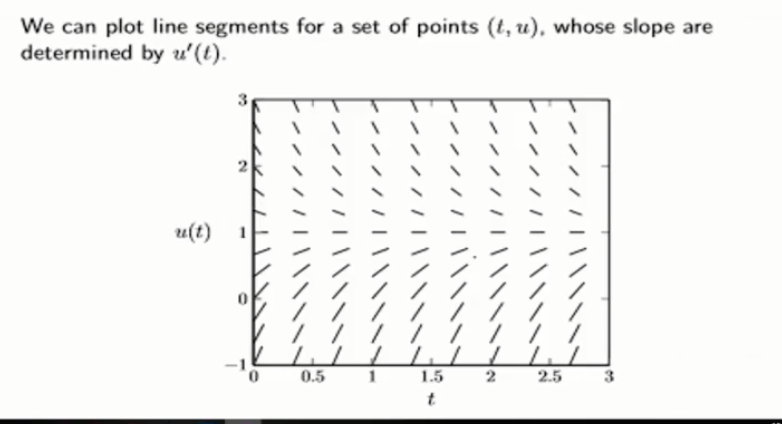 We can plot line segments for a set of points (t, u), whose slope are
determined by u′(t).
3
2
u(t) 1
0
−1
0 0.5 1 1.5 2 2.5 3
t